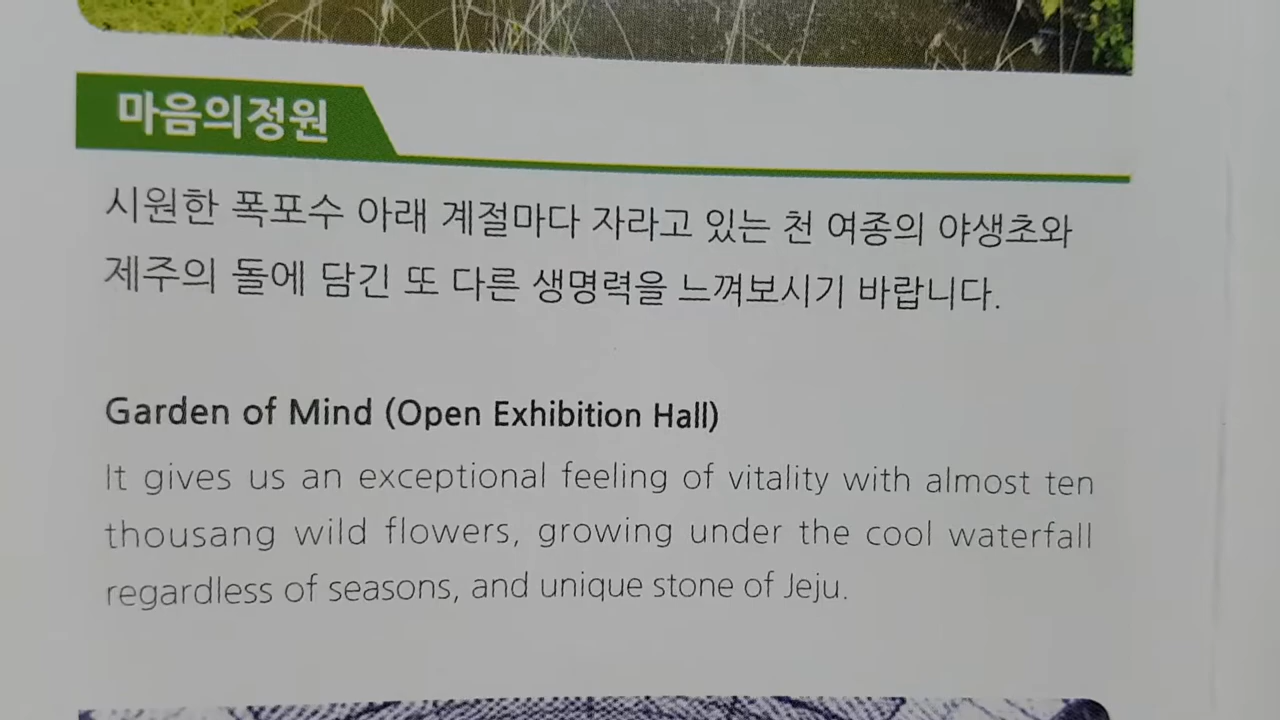 마음의정원
시원한 폭포수 아래 계절마다 자라고 있는 천 여종의 야생초와
제주의 돌에 담긴 또 다른 생명력을 느껴보시기 바랍니다.
Garden of Mind (Open Exhibition Hall)
It gives us an exceptional feeling of vitality with almost ten
thousang wild flowers, growing under the cool waterfall
regardless of seasons, and unique stone of Jeju.